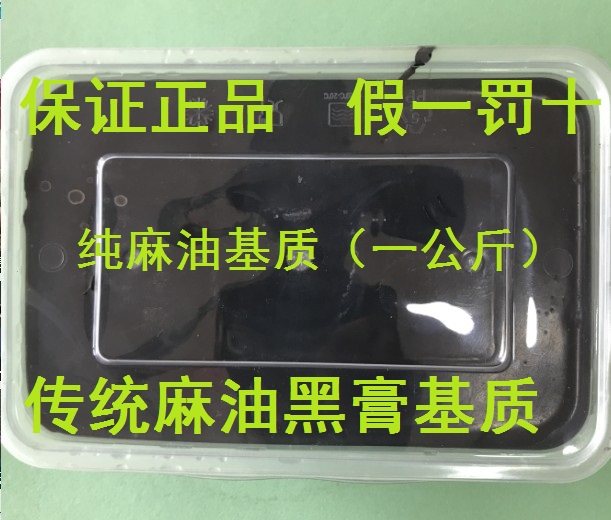 保证正品 假一罚十
纯麻油基质（一公斤）
传统麻油黑膏基质